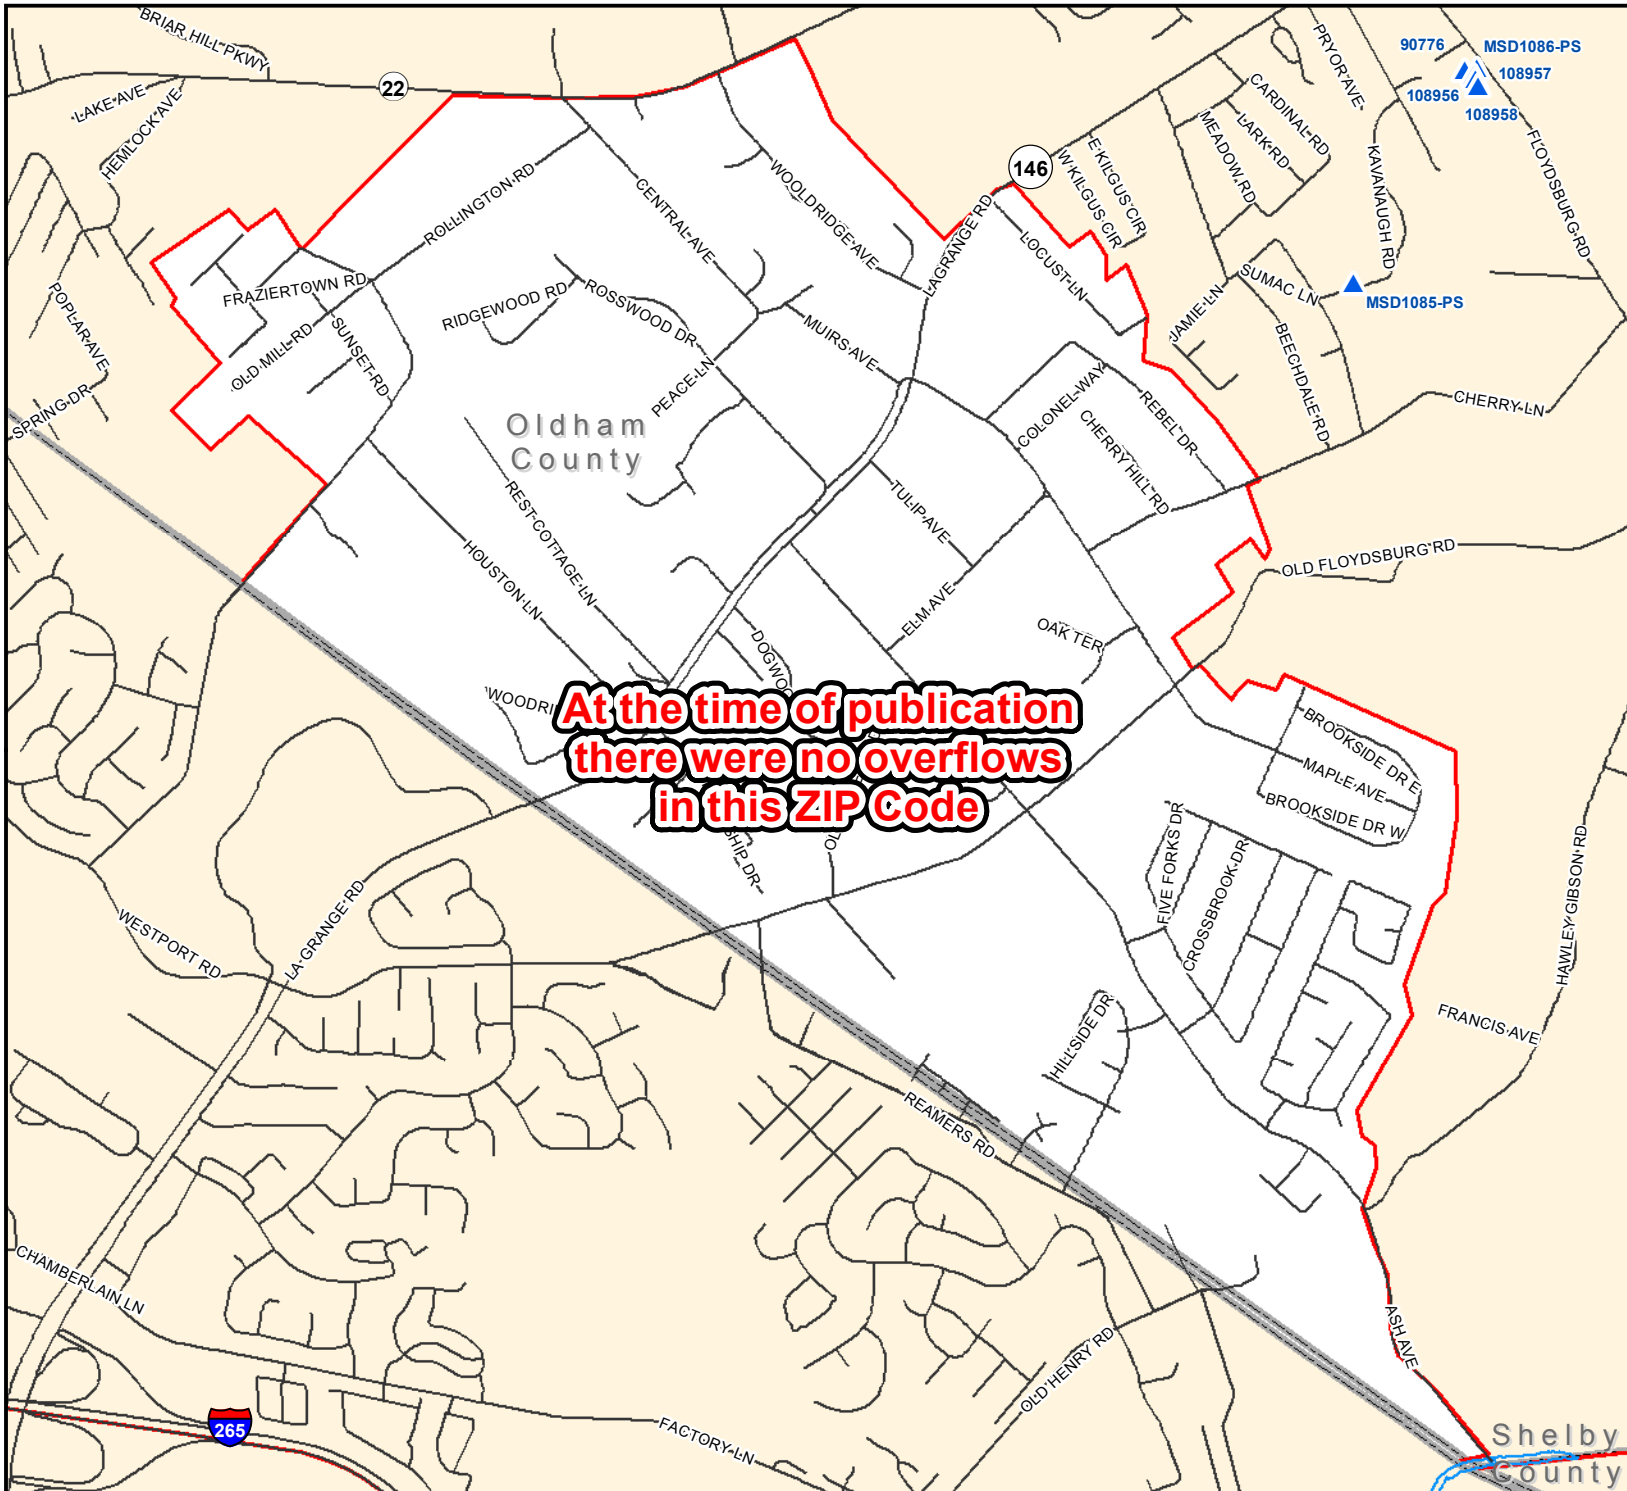 BRIAR HILL PKWY
22
LAKE AVE
HEMLOCK AVE
PRYOR AVE
90776
MSD1086-PS
108957
108956
108958
CARDINAL RD
LARK RD
MEADOW RD
E KILGUS CIR
W KILGUS CIR
146
KAVANAUGH RD
FLOYDSBURG RD
ROLLINGTON RD
CENTRAL AVE
WOOLDRIDGE AVE
LAGRANGE RD
LOCUST LN
SUMAC LN
JAMIE LN
MSD1085-PS
BEECHDALE RD
CHERRY LN
FRAZIERTOWN RD
OLD MILL RD
SUNSET RD
RIDGEWOOD RD
ROSSWOOD DR
PEACE LN
MUIRS AVE
POPLAR AVE
SPRING DR
Oldham
County
COLONEL WAY
REBEL DR
CHERRY HILL RD
TULIP AVE
ELM AVE
OAK TER
OLD FLOYDSBURG RD
REST COTTAGE LN
HOUSTON LN
DOGWO
WOODRI
At the time of publication
there were no overflows
in this ZIP Code
SHIP DR
OL
BROOKSIDE DR E
MAPLE AVE
BROOKSIDE DR W
FIVE FORKS DR
CROSSBROOK DR
HAWLEY GIBSON RD
FRANCIS AVE
HILLSIDE DR
WESTPORT RD
LA GRANGE RD
REAMERS RD
CHAMBERLAIN LN
265
FACTORY LN
OLD HENRY RD
ASH AVE
Shelby
County